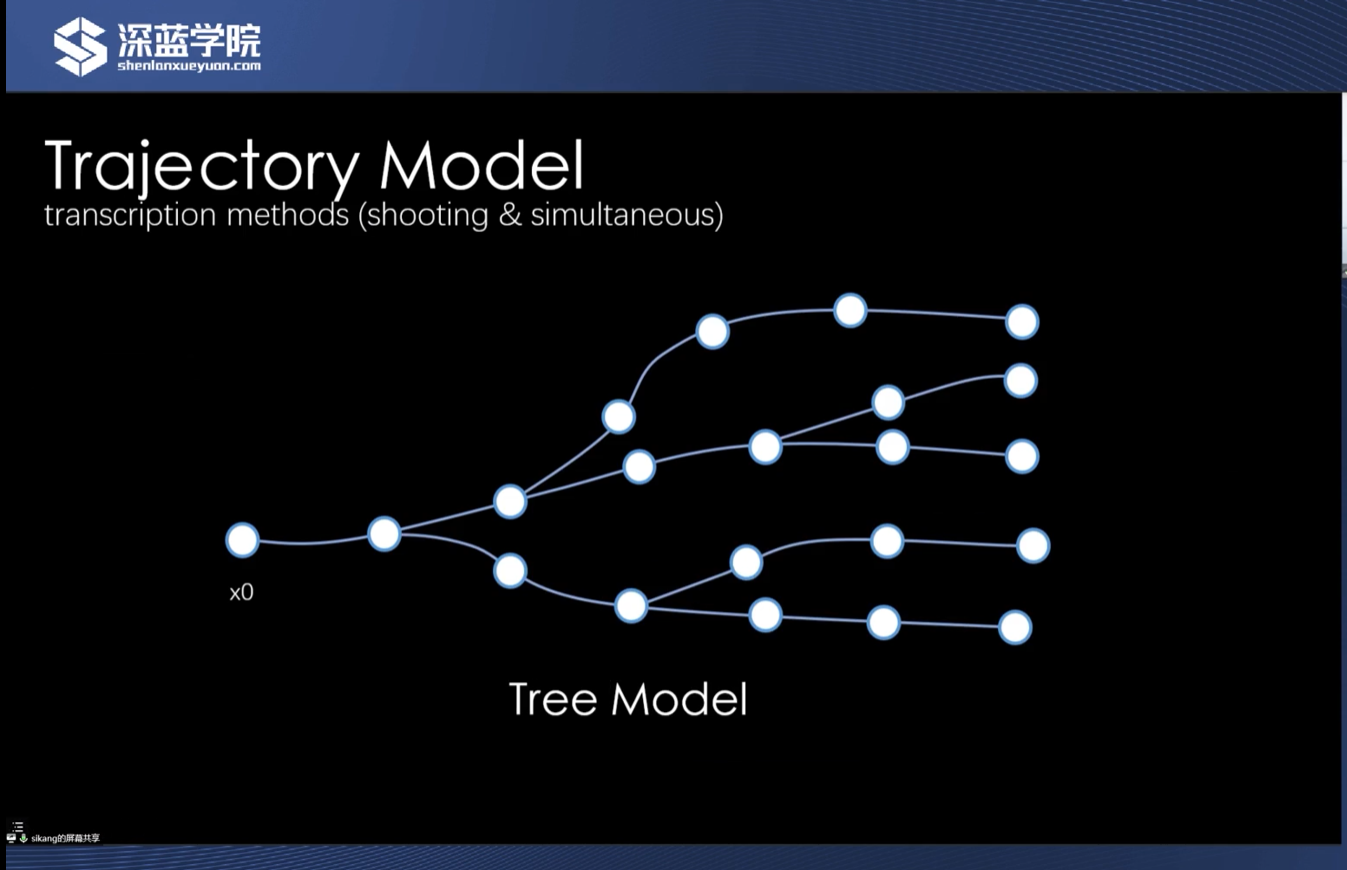 深蓝学院
shenlanxueyuan.com
Trajectory Model
transcription methods (shooting & simultaneous)
x0
Tree Model
sikang的屏幕共享